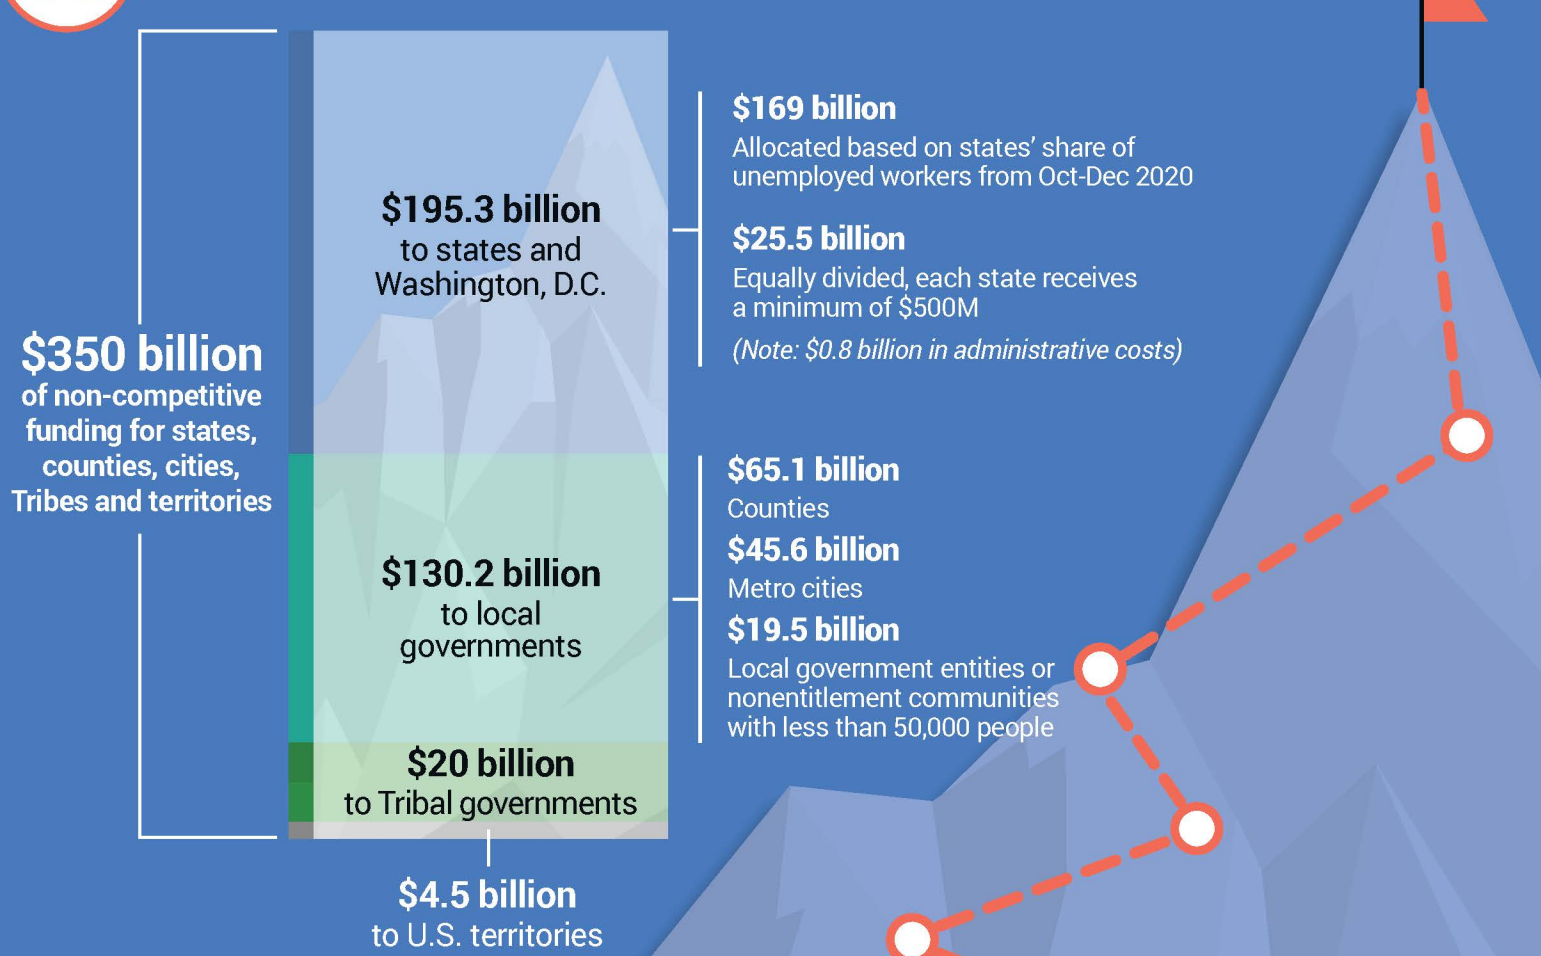 $350 billion
of non-competitive
funding for states,
counties, cities,
Tribes and territories
$195.3 billion
to states and
Washington, D.C.
$169 billion
Allocated based on states’ share of
unemployed workers from Oct-Dec 2020
$25.5 billion
Equally divided, each state receives
a minimum of $500M
(Note: $0.8 billion in administrative costs)
$130.2 billion
to local
governments
$65.1 billion
Counties
$45.6 billion
Metro cities
$19.5 billion
Local government entities or
nonentitlement communities
with less than 50,000 people
$20 billion
to Tribal governments
$4.5 billion
to U.S. territories